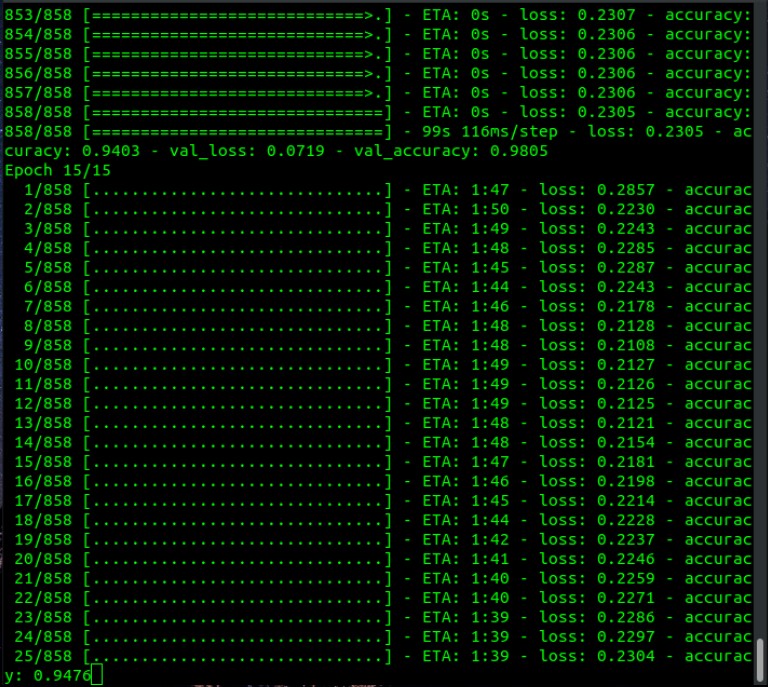 853/858 [==============================>.] - ETA: 0s - loss: 0.2307 - accuracy:
854/858 [==============================>.] - ETA: 0s - loss: 0.2306 - accuracy:
855/858 [==============================>.] - ETA: 0s - loss: 0.2306 - accuracy:
856/858 [==============================>.] - ETA: 0s - loss: 0.2306 - accuracy:
857/858 [==============================>.] - ETA: 0s - loss: 0.2306 - accuracy:
858/858 [==============================] - ETA: 0s - loss: 0.2305 - accuracy:
858/858 [==============================] - 99s 116ms/step - loss: 0.2305 - ac
curacy: 0.9403 - val_loss: 0.0719 - val_accuracy: 0.9805
Epoch 15/15
1/858 [..............................] - ETA: 1:47 - loss: 0.2857 - accurac
2/858 [..............................] - ETA: 1:50 - loss: 0.2230 - accurac
3/858 [..............................] - ETA: 1:49 - loss: 0.2243 - accurac
4/858 [..............................] - ETA: 1:48 - loss: 0.2285 - accurac
5/858 [..............................] - ETA: 1:45 - loss: 0.2287 - accurac
6/858 [..............................] - ETA: 1:44 - loss: 0.2243 - accurac
7/858 [..............................] - ETA: 1:46 - loss: 0.2178 - accurac
8/858 [..............................] - ETA: 1:48 - loss: 0.2128 - accurac
9/858 [..............................] - ETA: 1:48 - loss: 0.2108 - accurac
10/858 [..............................] - ETA: 1:49 - loss: 0.2127 - accurac
11/858 [..............................] - ETA: 1:49 - loss: 0.2126 - accurac
12/858 [..............................] - ETA: 1:49 - loss: 0.2125 - accurac
13/858 [..............................] - ETA: 1:48 - loss: 0.2121 - accurac
14/858 [..............................] - ETA: 1:48 - loss: 0.2154 - accurac
15/858 [..............................] - ETA: 1:47 - loss: 0.2181 - accurac
16/858 [..............................] - ETA: 1:46 - loss: 0.2198 - accurac
17/858 [..............................] - ETA: 1:45 - loss: 0.2214 - accurac
18/858 [..............................] - ETA: 1:44 - loss: 0.2228 - accurac
19/858 [..............................] - ETA: 1:42 - loss: 0.2237 - accurac
20/858 [..............................] - ETA: 1:41 - loss: 0.2246 - accurac
21/858 [..............................] - ETA: 1:40 - loss: 0.2259 - accurac
22/858 [..............................] - ETA: 1:40 - loss: 0.2271 - accurac
23/858 [..............................] - ETA: 1:39 - loss: 0.2286 - accurac
24/858 [..............................] - ETA: 1:39 - loss: 0.2297 - accurac
25/858 [..............................] - ETA: 1:39 - loss: 0.2304 - accurac
y: 0.9476